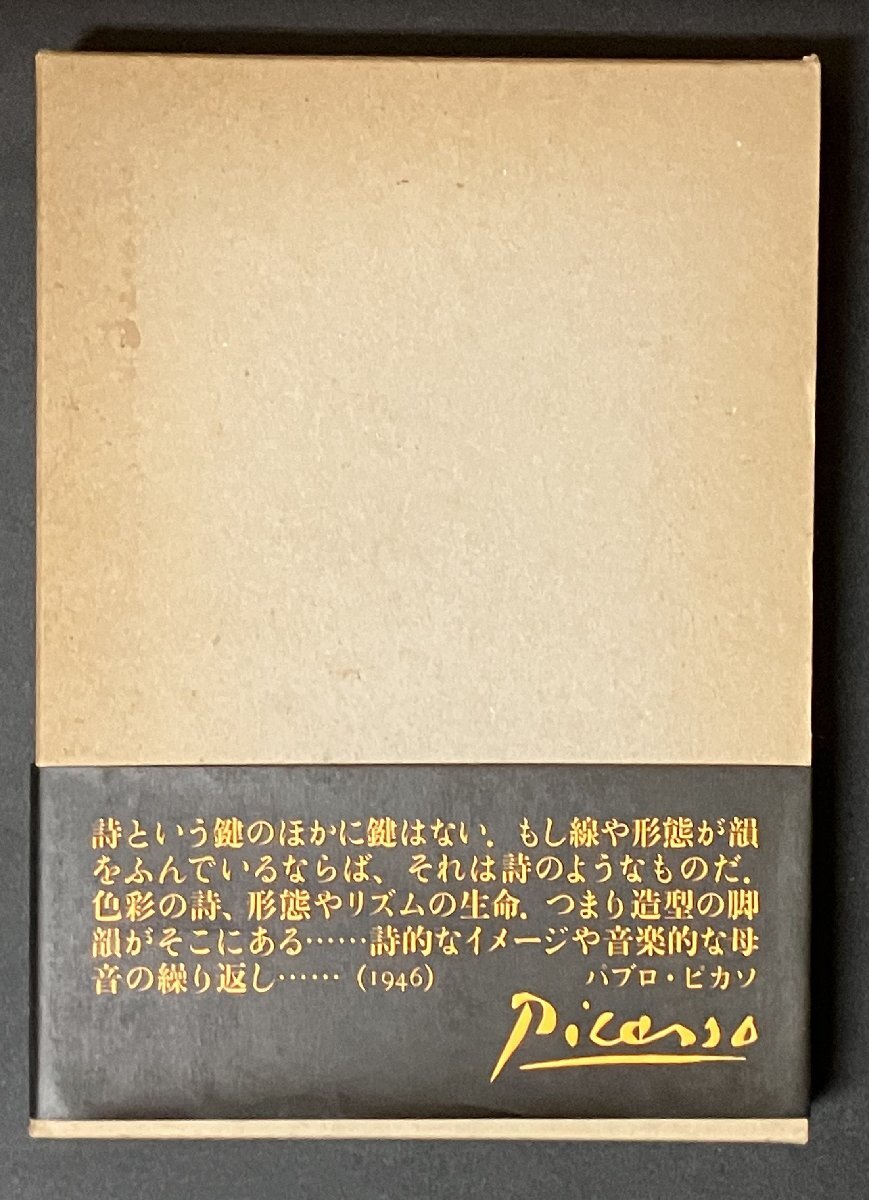 詩という鍵のほかに鍵はない．もし線や形態が韻
をふんでいるならば、それは詩のようなものだ．
色彩の詩、形態やリズムの生命．つまり造型の脚
韻がそこにある……詩的なイメージや音楽的な母
音の繰り返し……（1946） パブロ・ピカソ
Picasso